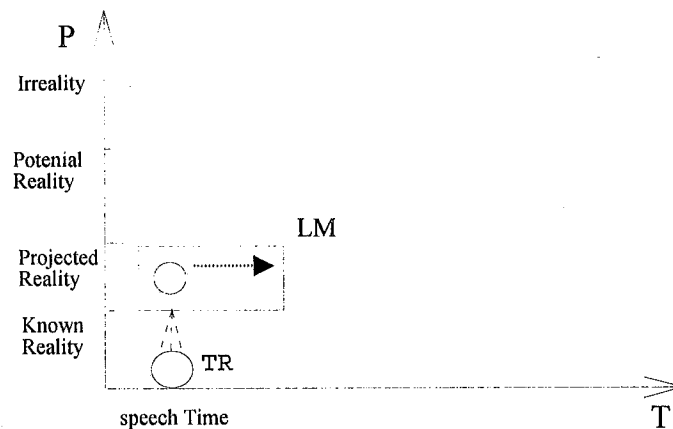 P
Irreality
Potenial
Reality
LM
Projected
Reality
Known
Reality
TR
speech Time
T